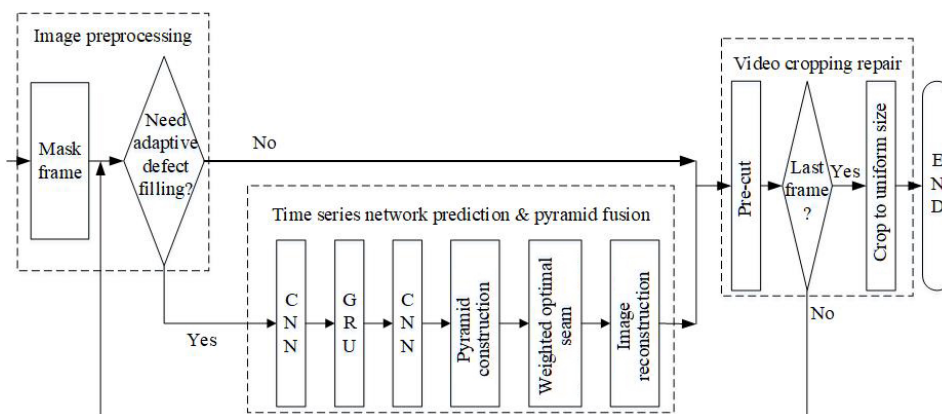 Image preprocessing
Mask
frame
Need
adaptive
defect
filling?
No
Yes
Time series network prediction & pyramid fusion
C
N
N
G
R
U
C
N
N
Pyramid
construction
Weighted optimal
seam
Image
reconstruction
Video cropping repair
Pre-cut
Last
frame
?
Yes
No
Crop to uniform size
E
N
D